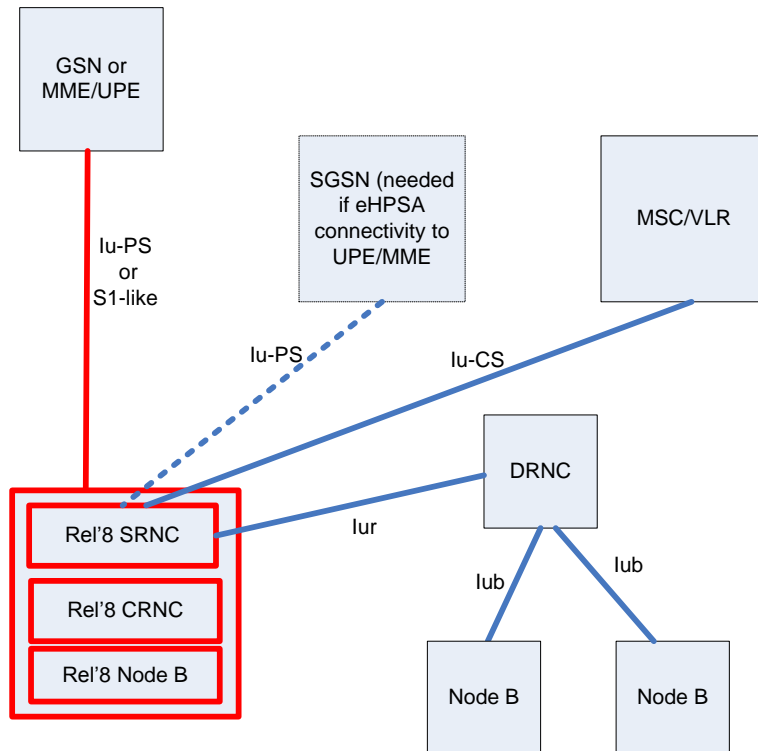 GSN or
MME/UPE
SGSN (needed
if eHPSA
connectivity to
UPE/MME
MSC/VLR
Iu-PS
or
S1-like
Iu-PS
Iu-CS
DRNC
Rel'8 SRNC
Iur
Iub
Iub
Rel'8 CRNC
Rel'8 Node B
Node B
Node B